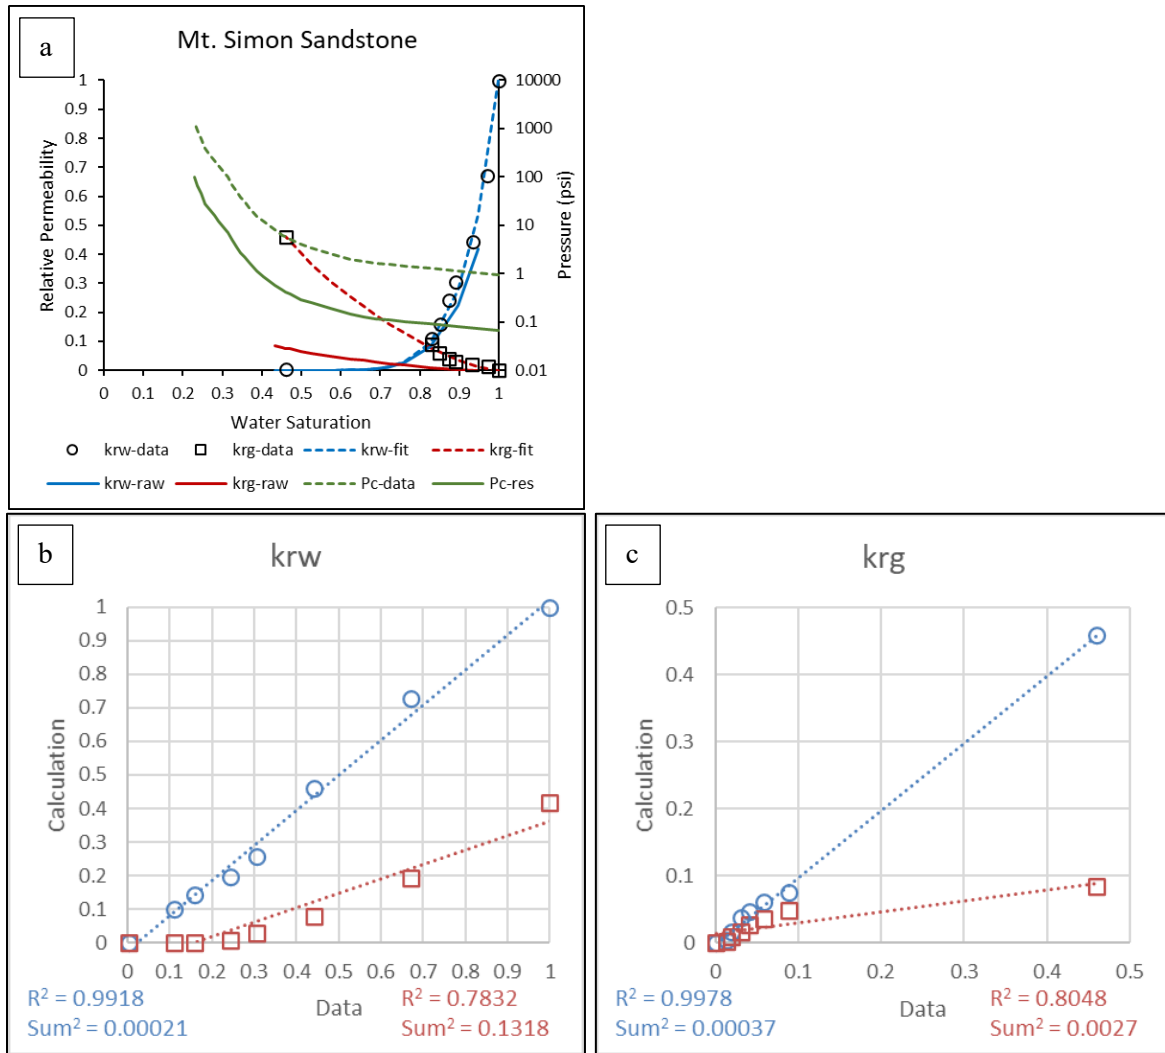 a
Mt. Simon Sandstone
1
0.9
0.8
0.7
0.6
0.5
0.4
0.3
0.2
0.1
0
Relative Permeability
10000
1000
100
10
1
0.1
0.01
Pressure (psi)
0 0.1 0.2 0.3 0.4 0.5 0.6 0.7 0.8 0.9 1
Water Saturation
krw-data krg-data krw-fit krg-fit
krw-raw krg-raw Pc-data Pc-res
b
krw
1
0.9
0.8
0.7
0.6
0.5
0.4
0.3
0.2
0.1
0
Calculation
0 0.1 0.2 0.3 0.4 0.5 0.6 0.7 0.8 0.9 1
Data
R² = 0.9918
Sum² = 0.00021
R² = 0.7832
Sum² = 0.1318
c
krg
0.5
0.4
0.3
0.2
0.1
0
Calculation
0 0.1 0.2 0.3 0.4 0.5
Data
R² = 0.9978
Sum² = 0.00037
R² = 0.8048
Sum² = 0.0027